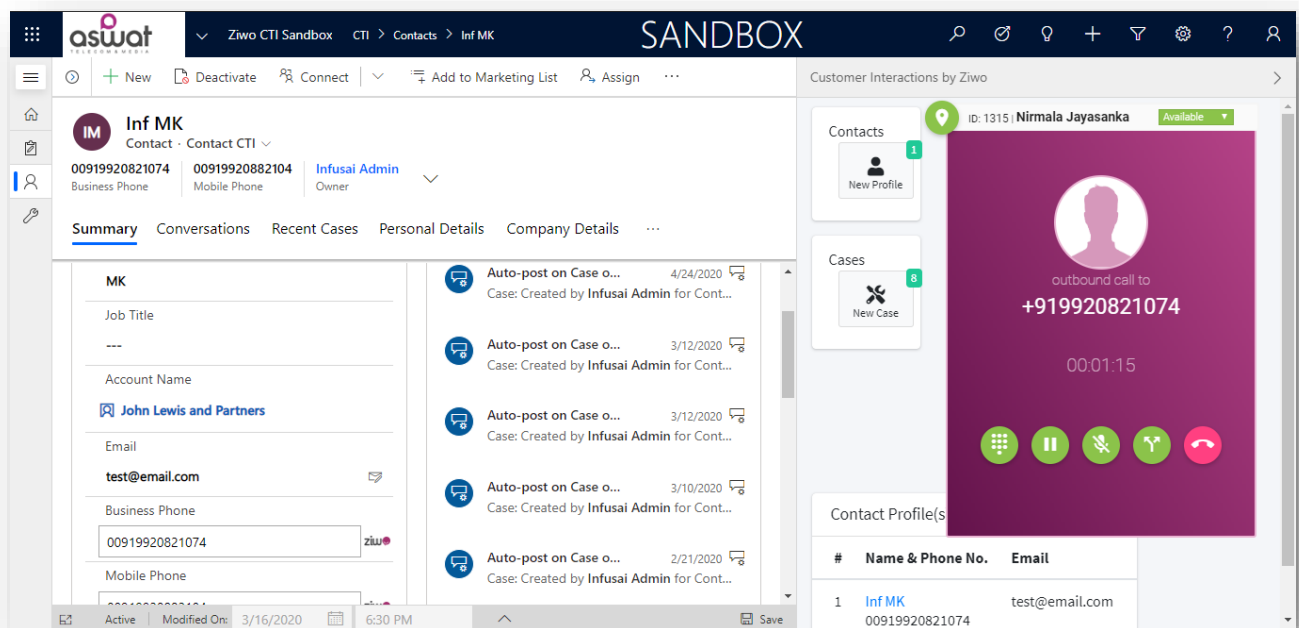 aswat
TELECOM & MEDIA
Ziwo CTI Sandbox CTI > Contacts > Inf MK
SANDBOX
New Deactivate Connect Add to Marketing List Assign ...
Customer Interactions by Ziwo
IM
Inf MK
Contact · Contact CTI
00919920821074
Business Phone
00919920882104
Mobile Phone
Infusai Admin
Owner
Summary Conversations Recent Cases Personal Details Company Details ...
MK
Job Title
---
Account Name
John Lewis and Partners
Email
test@email.com
Business Phone
00919920821074
ziwo
Mobile Phone
Auto-post on Case o... 4/24/2020
Case: Created by Infusai Admin for Cont...
Auto-post on Case o... 3/12/2020
Case: Created by Infusai Admin for Cont...
Auto-post on Case o... 3/12/2020
Case: Created by Infusai Admin for Cont...
Auto-post on Case o... 3/10/2020
Case: Created by Infusai Admin for Cont...
Auto-post on Case o... 2/21/2020
Case: Created by Infusai Admin for Cont...
Active Modified On: 3/16/2020 6:30 PM Save
Contacts
1
New Profile
Cases
8
New Case
ID: 1315 | Nirmala Jayasanka Available
outbound call to
+919920821074
00:01:15
Contact Profile(s
# Name & Phone No. Email
1 Inf MK test@email.com
00919920821074